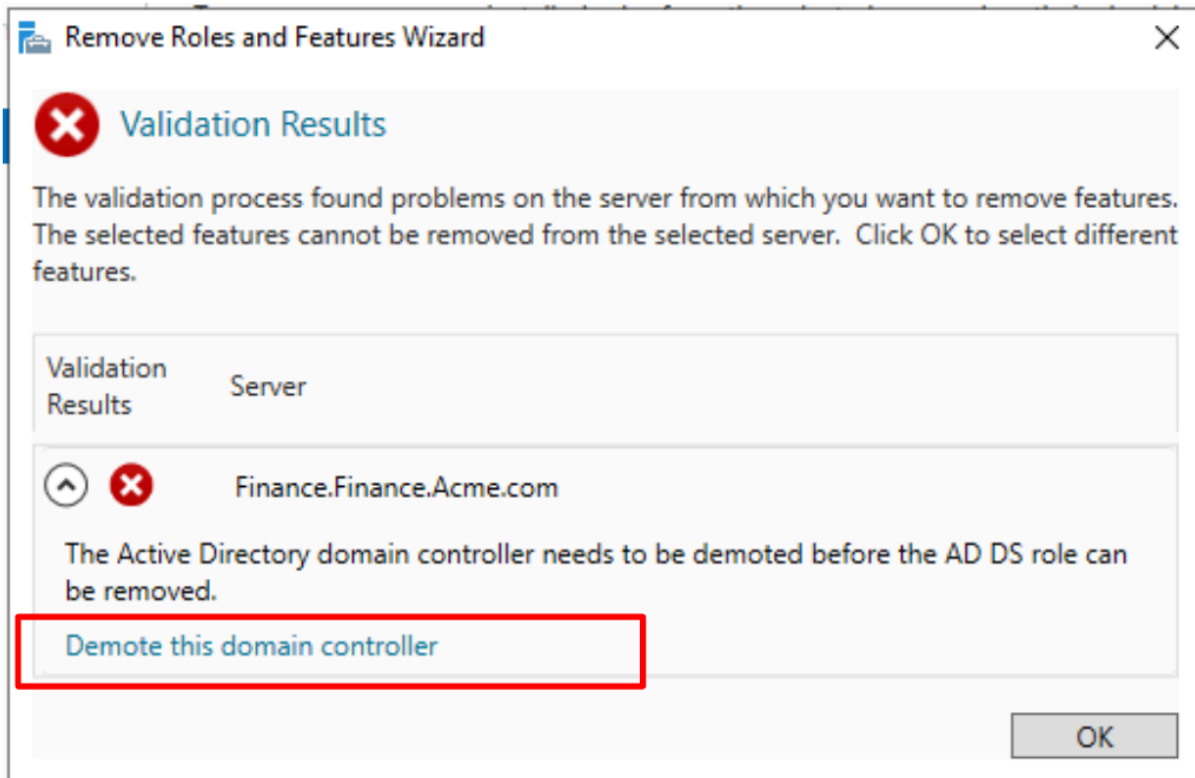 Remove Roles and Features Wizard
Validation Results
The validation process found problems on the server from which you want to remove features.
The selected features cannot be removed from the selected server.  Click OK to select different
features.
Validation
Results
Server
Finance.Finance.Acme.com
The Active Directory domain controller needs to be demoted before the AD DS role can
be removed.
Demote this domain controller
OK